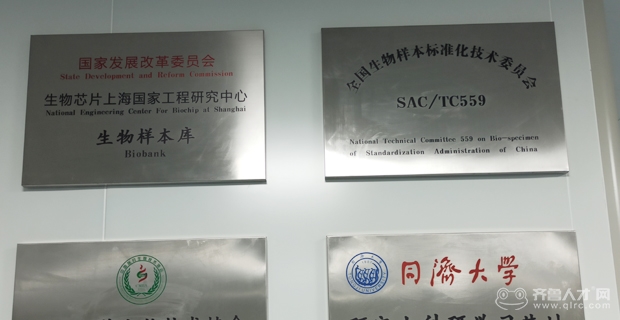 国家发展改革委员会
State Development and Reform Commission
生物芯片上海国家工程研究中心
National Engineering Center For Biochip at Shanghai
生物样本库
Biobank
全国生物样本标准化技术委员会
SAC/TC559
National Technical Committee 559 on Bio-specimen
of Standardization Administration of China
同濟大学
齐鲁人才网
www.qlrc.com